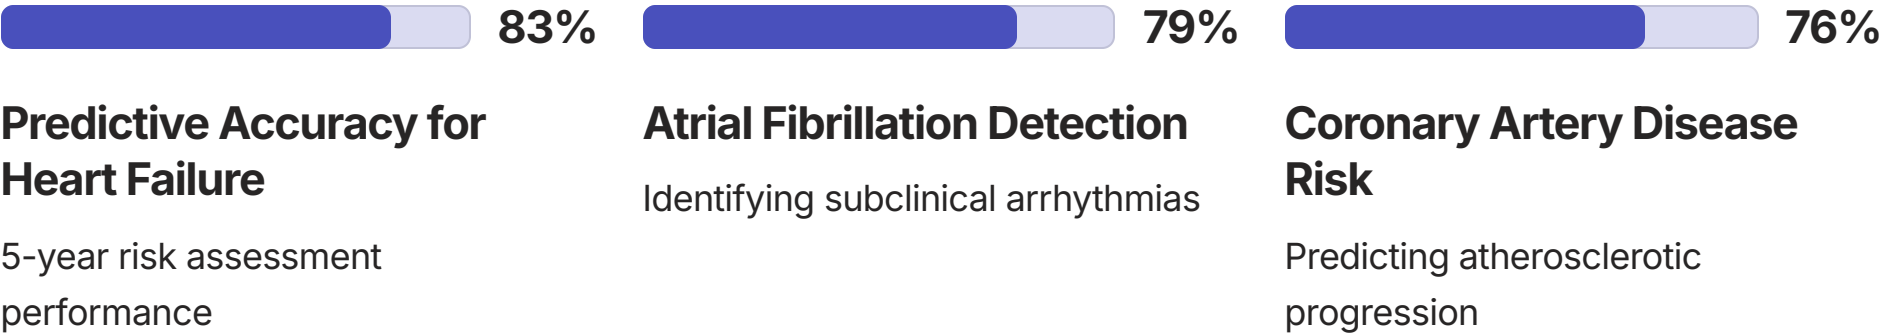 83%
Predictive Accuracy for
Heart Failure
5-year risk assessment
performance
79%
Atrial Fibrillation Detection
Identifying subclinical arrhythmias
76%
Coronary Artery Disease
Risk
Predicting atherosclerotic
progression